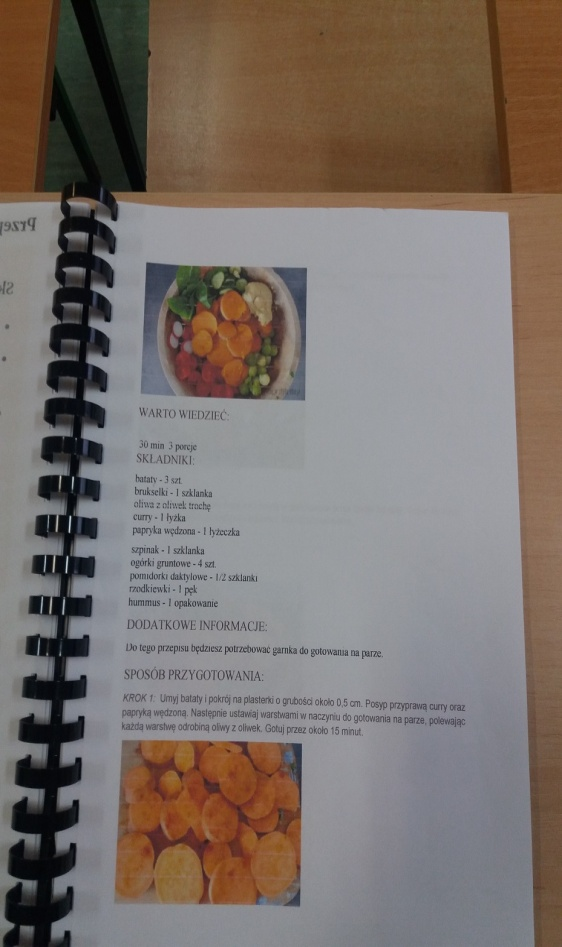 Przep
Sk
WARTO WIEDZIEĆ:
30 min 3 porcje
SKŁADNIKI:
bataty - 3 szt.
brukselki - 1 szklanka
oliwa z oliwek trochę
curry - 1 łyżka
papryka wędzona - 1 łyżeczka
szpinak - 1 szklanka
ogórki gruntowe - 4 szt.
pomidorki daktylowe - 1/2 szklanki
rzodkiewki - 1 pęk
hummus - 1 opakowanie
DODATKOWE INFORMACJE:
Do tego przepisu będziesz potrzebować garnka do gotowania na parze.
SPOSÓB PRZYGOTOWANIA:
KROK 1: Umyj bataty i pokrój na plasterki o grubości około 0,5 cm. Posyp przyprawą curry oraz
papryką wędzoną. Następnie ustawiaj warstwami w naczyniu do gotowania na parze, polewając
każdą warstwę odrobiną oliwy z oliwek. Gotuj przez około 15 minut.